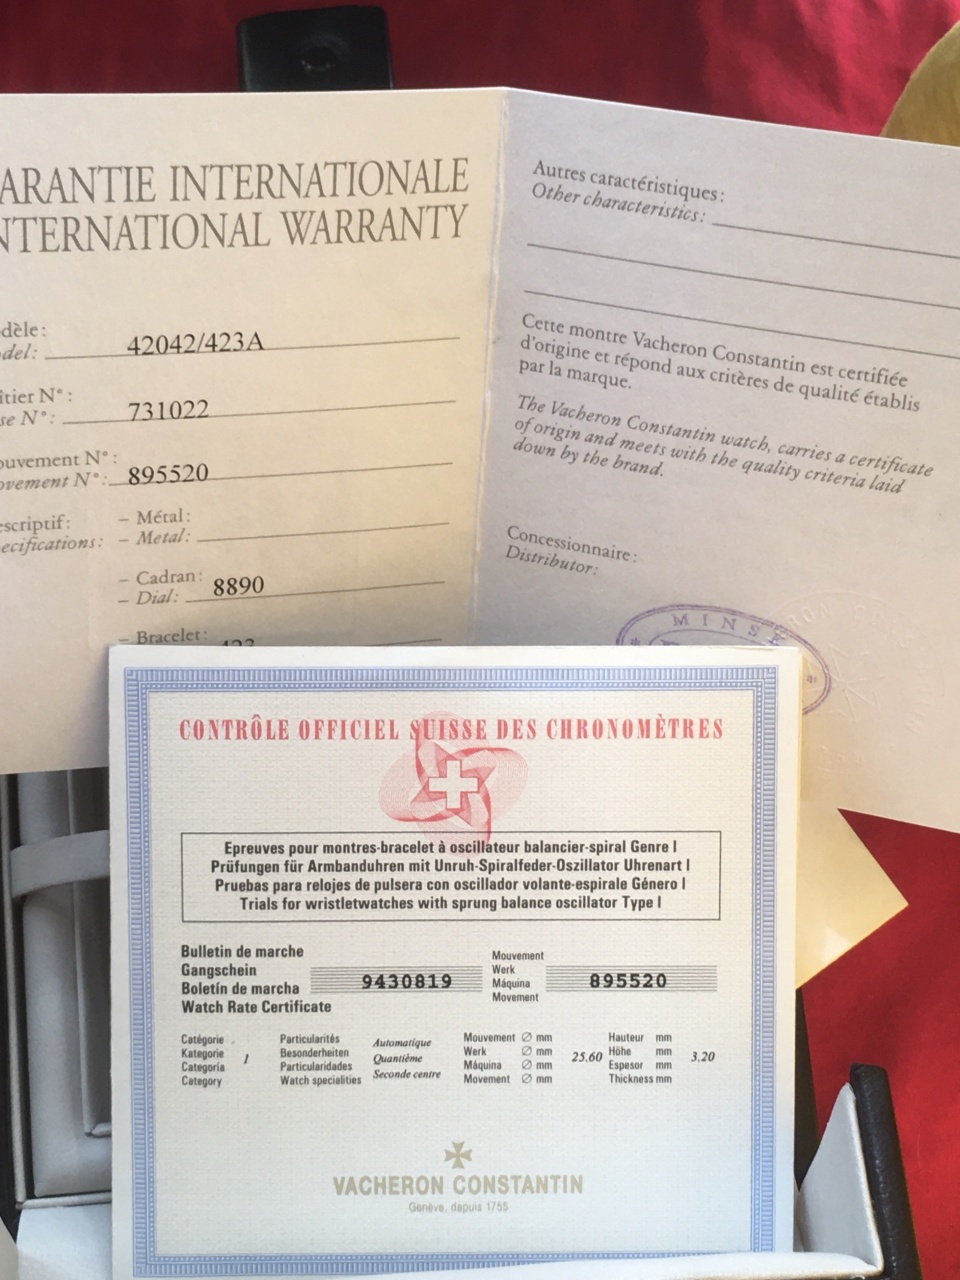 ARANTIE INTERNATIONALE
NTERNATIONAL WARRANTY
dèle:
del: 42042/423A
îtier N°:
se N°: 731022
ouvement N°:
ovement N°: 895520
escriptif:
ecifications:
– Métal:
– Metal:
– Cadran:
– Dial: 8890
– Bracelet:
423
Autres caractéristiques:
Other characteristics:
Cette montre Vacheron Constantin est certifiée
d'origine et répond aux critères de qualité établis
par la marque.
The Vacheron Constantin watch, carries a certificate
of origin and meets with the quality criteria laid
down by the brand.
Concessionnaire:
Distributor:
MINS
CONTRÔLE OFFICIEL SUISSE DES CHRONOMÈTRES
Epreuves pour montres-bracelet à oscillateur balancier-spiral Genre I
Prüfungen für Armbanduhren mit Unruh-Spiralfeder-Oszillator Uhrenart I
Pruebas para relojes de pulsera con oscillador volante-espirale Género I
Trials for wristletwatches with sprung balance oscillator Type I
Bulletin de marche
Gangschein
Boletín de marcha
Watch Rate Certificate
9430819
Mouvement
Werk
Máquina
Movement
895520
Catégorie
Kategorie
Categoria
Category
1
Particularités
Besonderheiten
Particularidades
Watch specialities
Automatique
Quantième
Seconde centre
Mouvement ∅ mm
Werk ∅ mm
Máquina ∅ mm
Movement ∅ mm
25.60
Hauteur mm
Höhe mm
Espesor mm
Thickness mm
3.20
VACHERON CONSTANTIN
Genève, depuis 1755